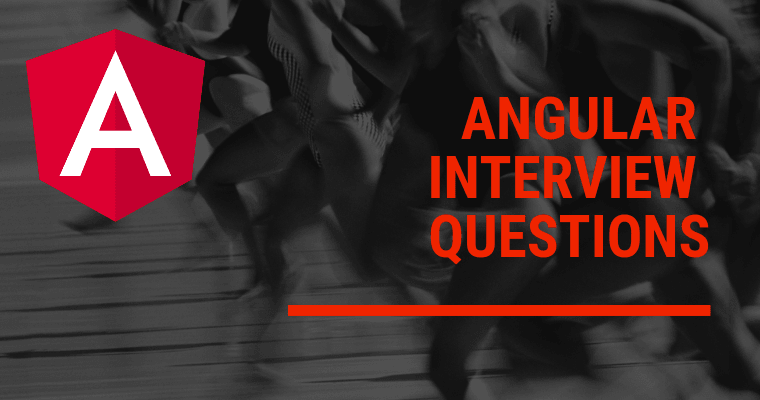 A
ANGULAR
INTERVIEW
QUESTIONS